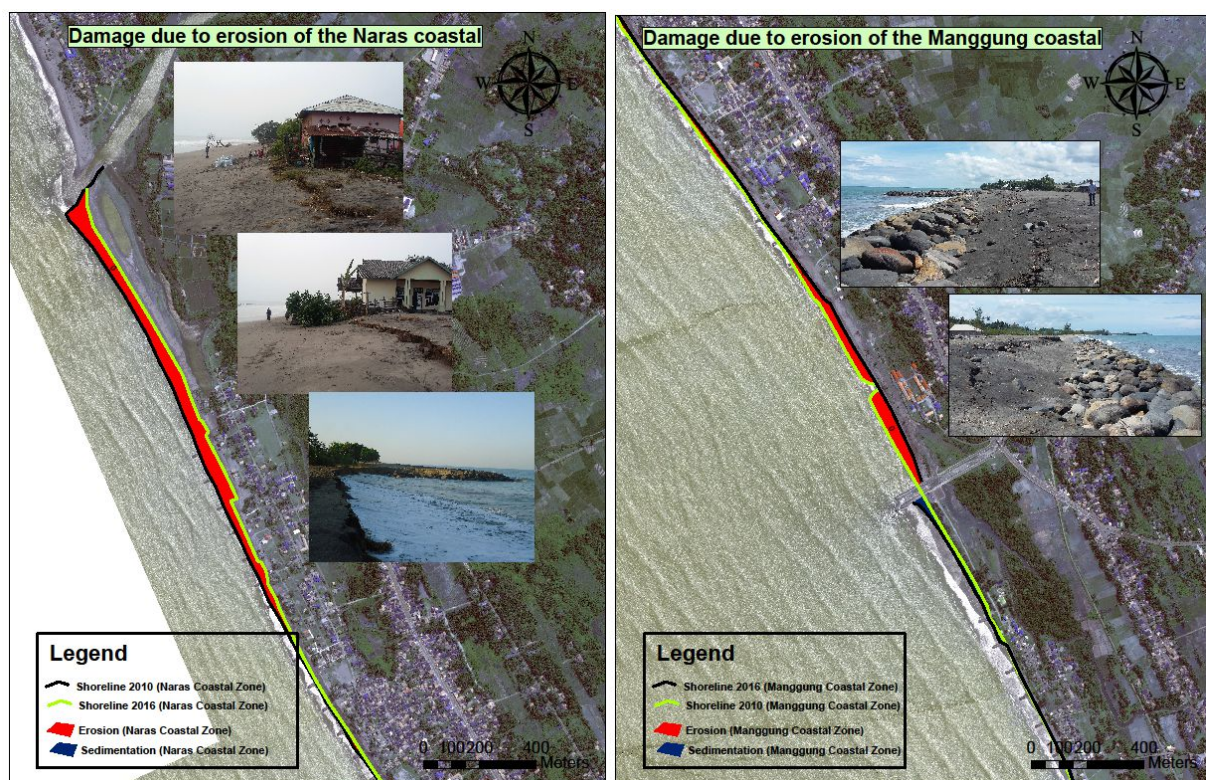 Damage due to erosion of the Naras coastal
N
W E
S
Legend
Shoreline 2010 (Naras Coastal Zone)
Shoreline 2016 (Naras Coastal Zone)
Erosion (Naras Coastal Zone)
Sedimentation (Naras Coastal Zone)
0 100200 400
Meters
Damage due to erosion of the Manggung coastal
N
W E
S
Legend
Shoreline 2016 (Manggung Coastal Zone)
Shoreline 2010 (Manggung Coastal Zone)
Erosion (Manggung Coastal Zone)
Sedimentation (Manggung Coastal Zone)
0 100200 400
Meters